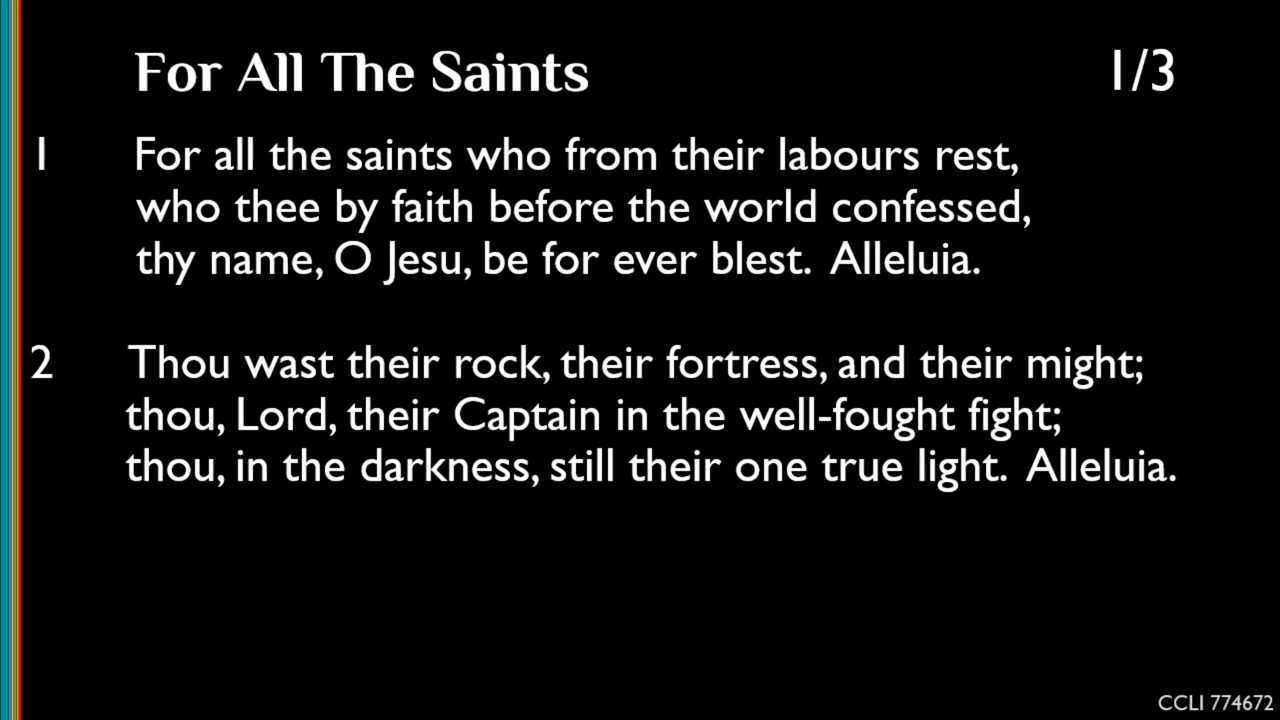 For All The Saints 1/3
1 For all the saints who from their labours rest,
who thee by faith before the world confessed,
thy name, O Jesu, be for ever blest. Alleluia.
2 Thou wast their rock, their fortress, and their might;
thou, Lord, their Captain in the well-fought fight;
thou, in the darkness, still their one true light. Alleluia.
CCLI 774672